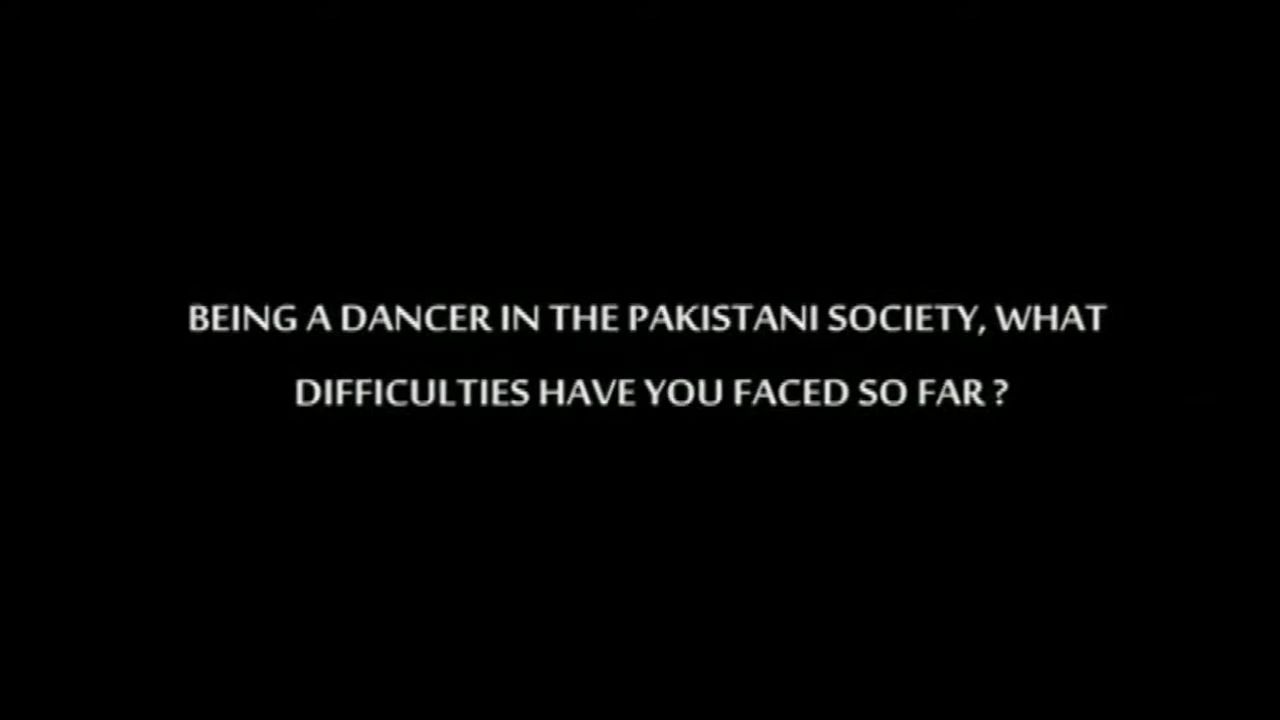 BEING A DANCER IN THE PAKISTANI SOCIETY, WHAT
DIFFICULTIES HAVE YOU FACED SO FAR ?